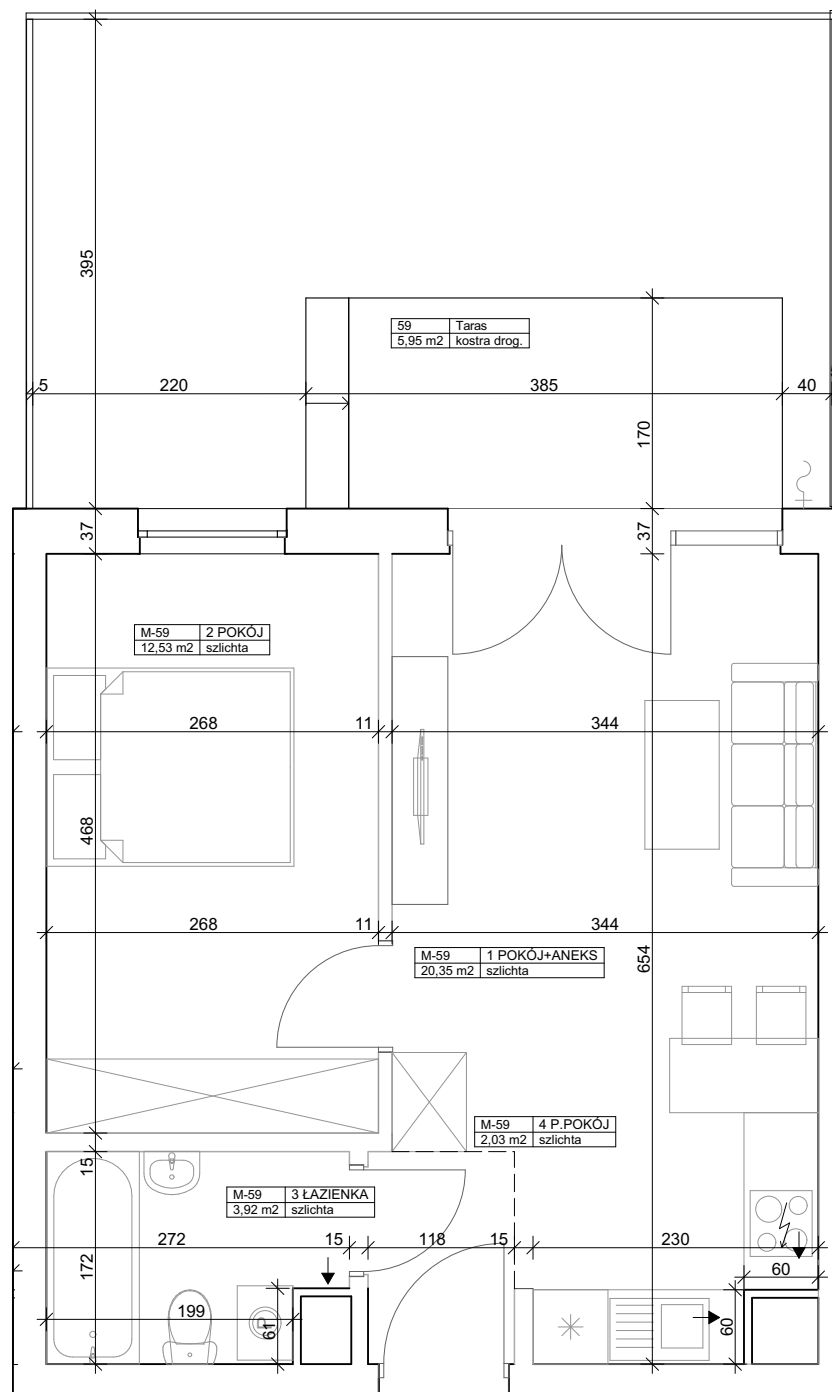 395
59 Taras
5,95 m2 kostra drog.
5 220 385 40
170
37 37
M-59 2 POKÓJ
12,53 m2 szlichta
268 11 344
468
268 11 344
M-59 1 POKÓJ+ANEKS
20,35 m2 szlichta
654
M-59 4 P.POKÓJ
2,03 m2 szlichta
15
M-59 3 ŁAZIENKA
3,92 m2 szlichta
272 15 118 15 230
172
60
199
61
P
60